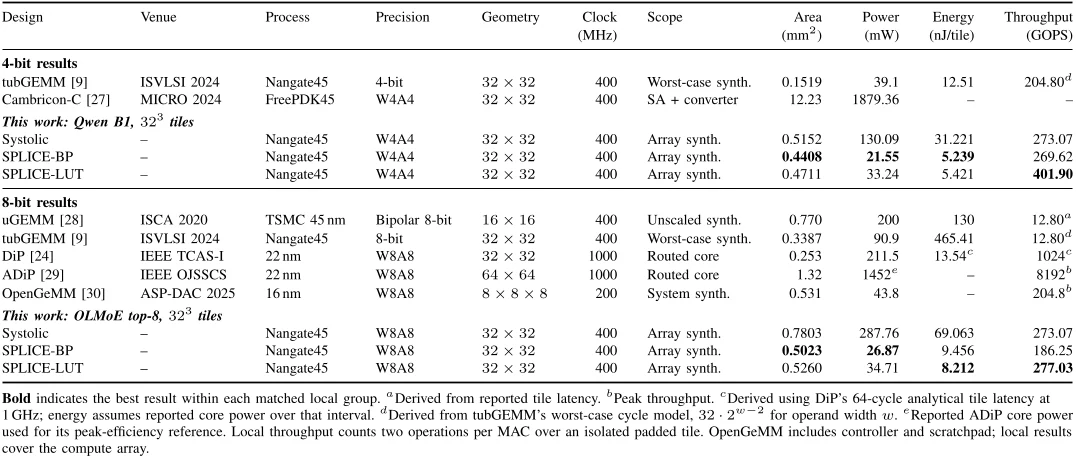 Design Venue Process Precision Geometry Clock Scope Area Power Energy Throughput
(MHz) (mm²) (mW) (nJ/tile) (GOPS)
4-bit results
tubGEMM [9] ISVLSI 2024 Nangate45 4-bit 32 × 32 400 Worst-case synth. 0.1519 39.1 12.51 204.80ᵈ
Cambricon-C [27] MICRO 2024 FreePDK45 W4A4 32 × 32 400 SA + converter 12.23 1879.36 – –
This work: Qwen B1, 32³ tiles
Systolic – Nangate45 W4A4 32 × 32 400 Array synth. 0.5152 130.09 31.221 273.07
SPLICE-BP – Nangate45 W4A4 32 × 32 400 Array synth. 0.4408 21.55 5.239 269.62
SPLICE-LUT – Nangate45 W4A4 32 × 32 400 Array synth. 0.4711 33.24 5.421 401.90
8-bit results
uGEMM [28] ISCA 2020 TSMC 45 nm Bipolar 8-bit 16 × 16 400 Unscaled synth. 0.770 200 130 12.80ᵃ
tubGEMM [9] ISVLSI 2024 Nangate45 8-bit 32 × 32 400 Worst-case synth. 0.3387 90.9 465.41 12.80ᵈ
DiP [24] IEEE TCAS-I 22 nm W8A8 32 × 32 1000 Routed core 0.253 211.5 13.54ᶜ 1024ᶜ
ADiP [29] IEEE OJSSCS 22 nm W8A8 64 × 64 1000 Routed core 1.32 1452ᵉ – 8192ᵇ
OpenGeMM [30] ASP-DAC 2025 16 nm W8A8 8 × 8 × 8 200 System synth. 0.531 43.8 – 204.8ᵇ
This work: OLMoE top-8, 32³ tiles
Systolic – Nangate45 W8A8 32 × 32 400 Array synth. 0.7803 287.76 69.063 273.07
SPLICE-BP – Nangate45 W8A8 32 × 32 400 Array synth. 0.5023 26.87 9.456 186.25
SPLICE-LUT – Nangate45 W8A8 32 × 32 400 Array synth. 0.5260 34.71 8.212 277.03
Bold indicates the best result within each matched local group. ᵃDerived from reported tile latency. ᵇPeak throughput. ᶜDerived using DiP's 64-cycle analytical tile latency at
1 GHz; energy assumes reported core power over that interval. ᵈDerived from tubGEMM's worst-case cycle model, 32 · 2ʷ⁻² for operand width w. ᵉReported ADiP core power
used for its peak-efficiency reference. Local throughput counts two operations per MAC over an isolated padded tile. OpenGeMM includes controller and scratchpad; local results
cover the compute array.